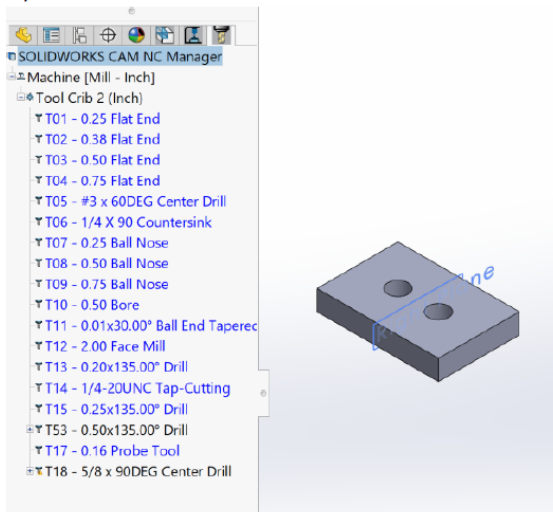 SOLIDWORKS CAM NC Manager
Machine [Mill - Inch]
Tool Crib 2 (Inch)
T01 - 0.25 Flat End
T02 - 0.38 Flat End
T03 - 0.50 Flat End
T04 - 0.75 Flat End
T05 - #3 x 60DEG Center Drill
T06 - 1/4 X 90 Countersink
T07 - 0.25 Ball Nose
T08 - 0.50 Ball Nose
T09 - 0.75 Ball Nose
T10 - 0.50 Bore
T11 - 0.01x30.00° Ball End Tapered
T12 - 2.00 Face Mill
T13 - 0.20x135.00° Drill
T14 - 1/4-20UNC Tap-Cutting
T15 - 0.25x135.00° Drill
T53 - 0.50x135.00° Drill
T17 - 0.16 Probe Tool
T18 - 5/8 x 90DEG Center Drill